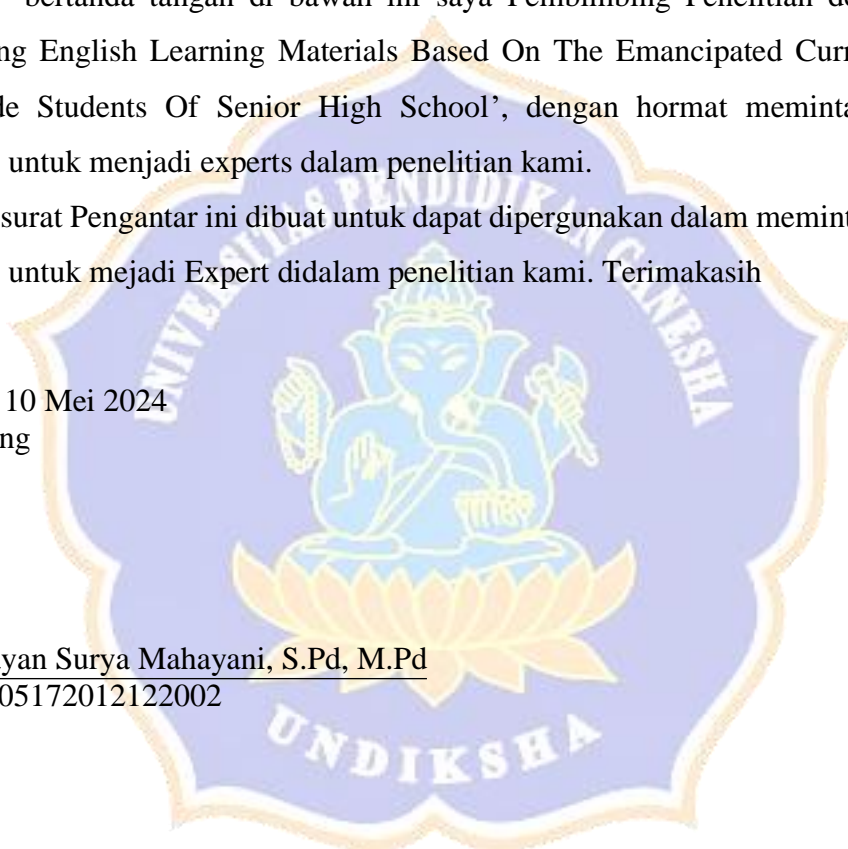 bertanda tangan di bawah ini saya Pembimbing Penelitian de
ng English Learning Materials Based On The Emancipated Curr
de Students Of Senior High School’, dengan hormat meminta
untuk menjadi experts dalam penelitian kami.
surat Pengantar ini dibuat untuk dapat dipergunakan dalam memint
untuk mejadi Expert didalam penelitian kami. Terimakasih
UNIVERSITAS PENDIDIKAN GANESHA
10 Mei 2024
ng
yan Surya Mahayani, S.Pd, M.Pd
05172012122002
UNDIKSHA